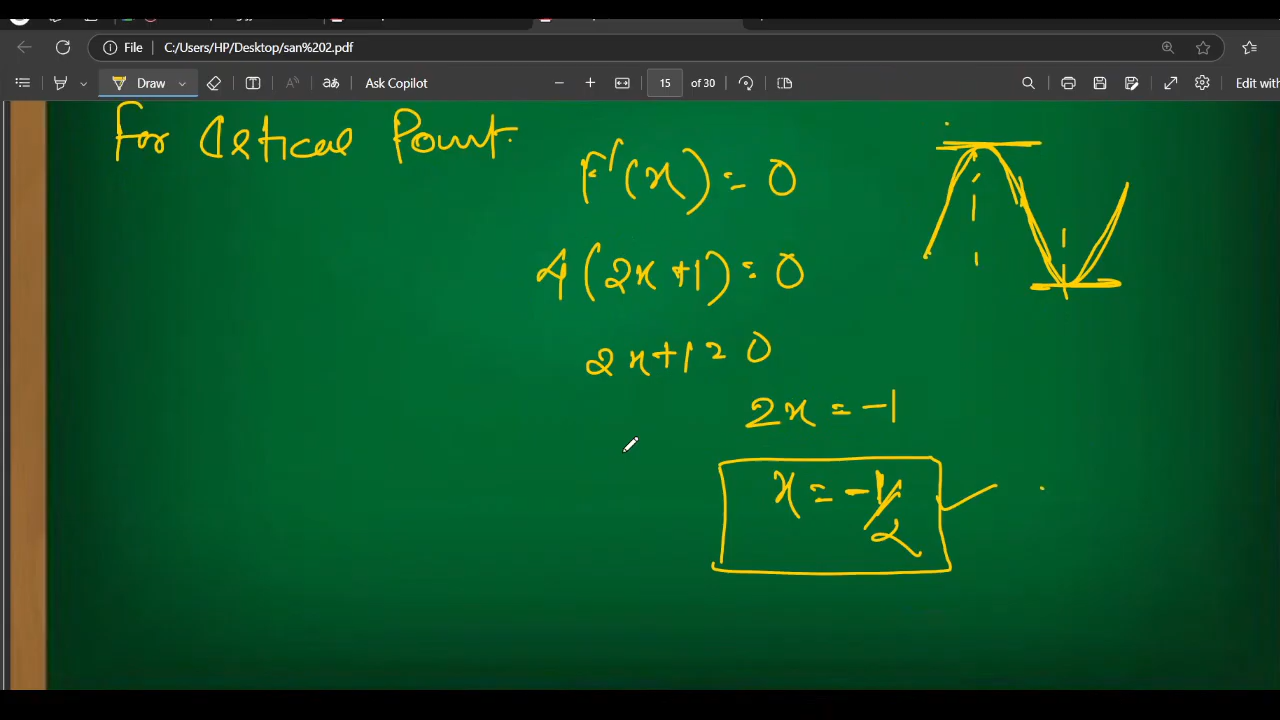 File C:/Users/HP/Desktop/san%202.pdf
Draw Ask Copilot 15 of 30 Edit with
For Critical Point.
F'(x) = 0
4(2x+1) = 0
2x+1 = 0
2x = -1
x = -1/2